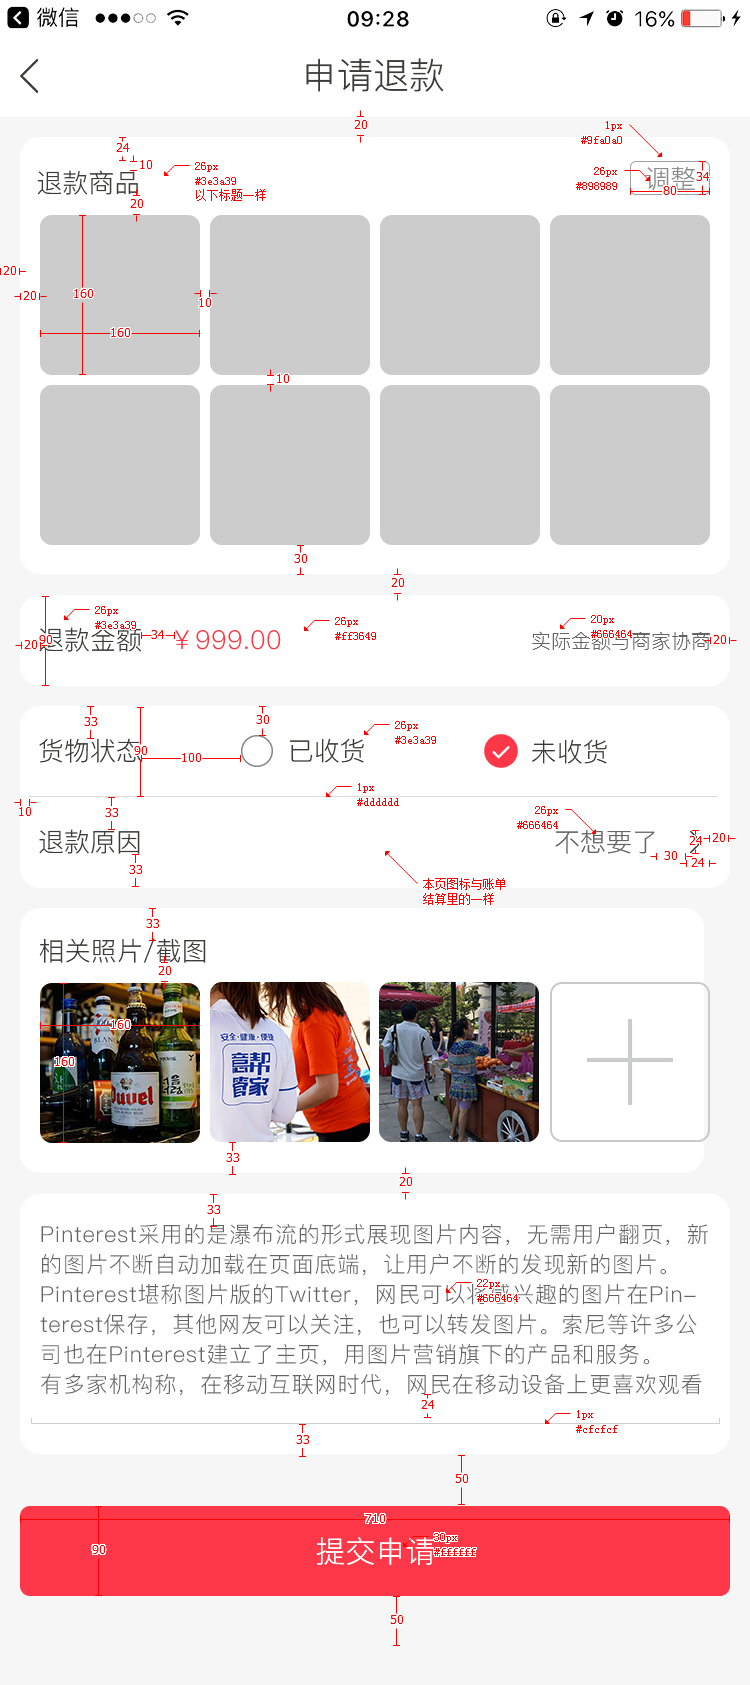 微信 09:28 16%
申请退款
20
1px
#9fa0a0
24
10
26px
#3e3a39
以下标题一样
26px
#898989
退款商品
调整
34
80
20
20
20
160
10
160
10
30
20
26px
#3e3a39
26px
#ff3649
20px
#666464
20
90
退款金额
34
￥999.00
实际金额与商家协商
20
33
30
26px
#3e3a39
货物状态
90
100
已收货
未收货
1px
#dddddd
10
33
26px
#666464
退款原因
不想要了
24
20
30
24
33
本页图标与账单
结算里的一样
33
相关照片/截图
20
160
160
安全·健康·便捷
高帮
管家
Duvel
33
20
33
Pinterest采用的是瀑布流的形式展现图片内容，无需用户翻页，新
的图片不断自动加载在页面底端，让用户不断的发现新的图片。
Pinterest堪称图片版的Twitter，网民可以将感兴趣的图片在Pin-
22px
#666464
terest保存，其他网友可以关注，也可以转发图片。索尼等许多公
司也在Pinterest建立了主页，用图片营销旗下的产品和服务。
有多家机构称，在移动互联网时代，网民在移动设备上更喜欢观看
24
1px
#cfcfcf
33
50
710
90
提交申请
30px
#ffffff
50